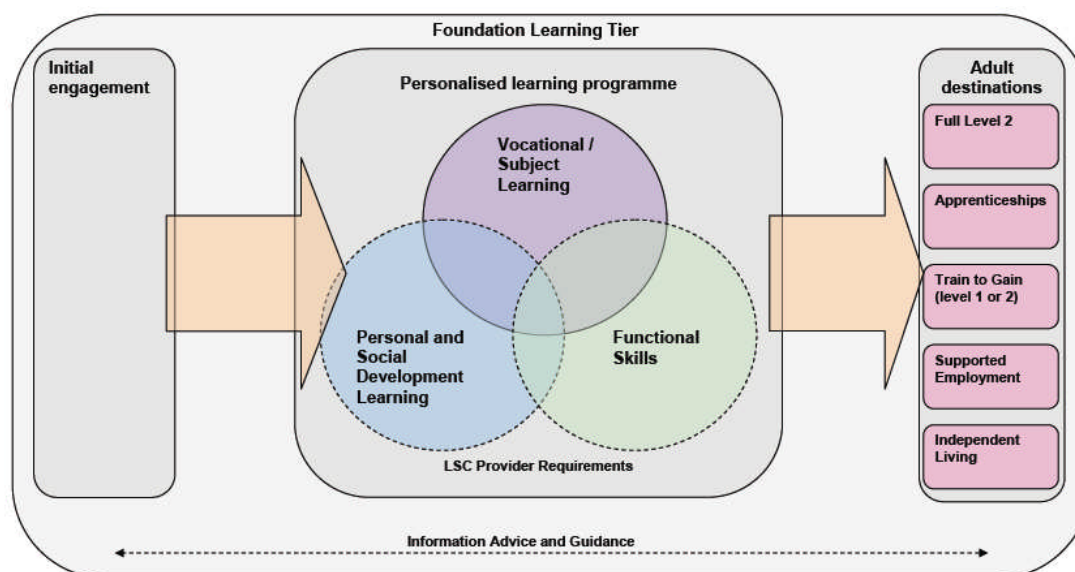 Foundation Learning Tier
Initial
engagement
Personalised learning programme
Vocational /
Subject
Learning
Personal and
Social
Development
Learning
Functional
Skills
LSC Provider Requirements
Adult
destinations
Full Level 2
Apprenticeships
Train to Gain
(level 1 or 2)
Supported
Employment
Independent
Living
Information Advice and Guidance